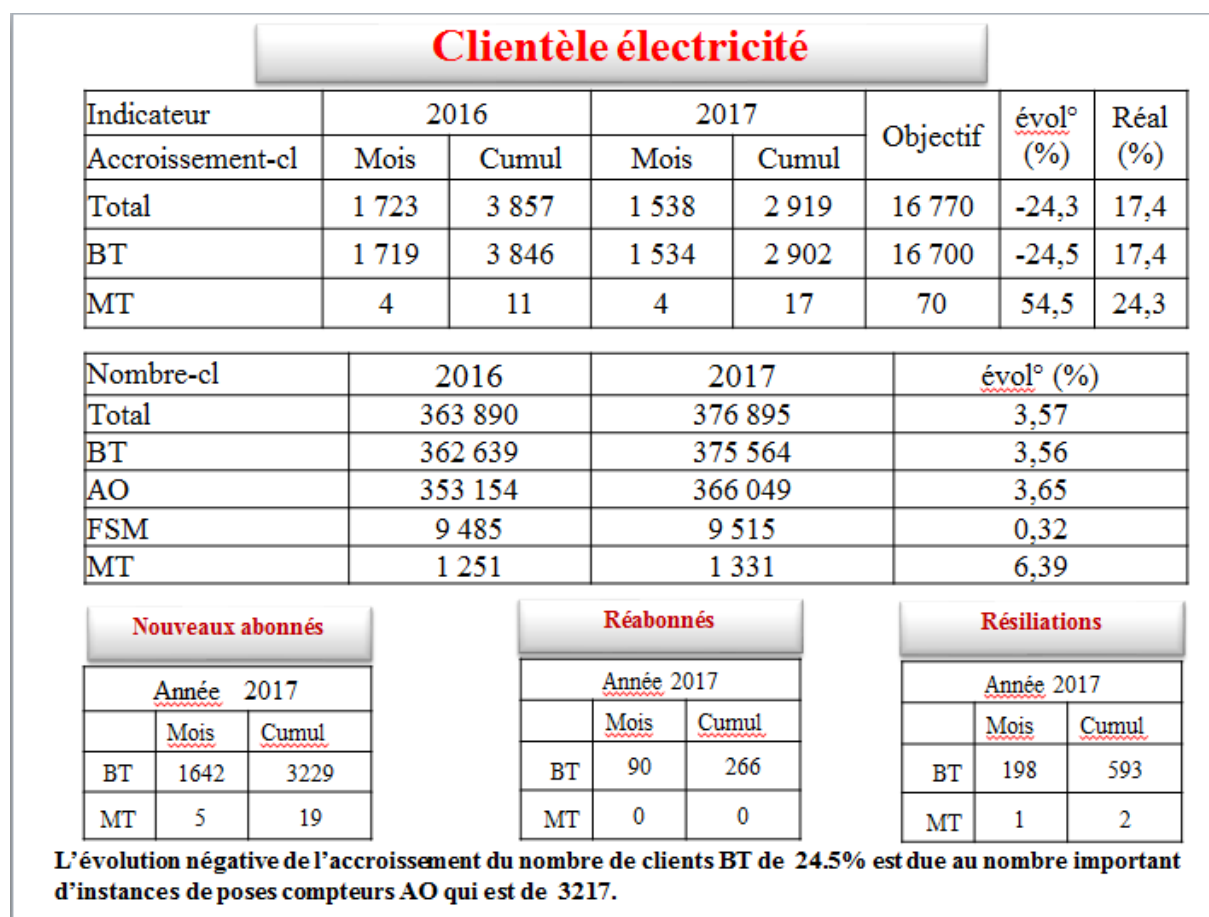 Clientèle électricité
Indicateur 2016 2017 Objectif évol° (%) Réal (%)
Accroissement-cl Mois Cumul Mois Cumul
Total 1 723 3 857 1 538 2 919 16 770 -24,3 17,4
BT 1 719 3 846 1 534 2 902 16 700 -24,5 17,4
MT 4 11 4 17 70 54,5 24,3
Nombre-cl 2016 2017 évol° (%)
Total 363 890 376 895 3,57
BT 362 639 375 564 3,56
AO 353 154 366 049 3,65
FSM 9 485 9 515 0,32
MT 1 251 1 331 6,39
Nouveaux abonnés
Année 2017
Mois Cumul
BT 1642 3229
MT 5 19
Réabonnés
Année 2017
Mois Cumul
BT 90 266
MT 0 0
Résiliations
Année 2017
Mois Cumul
BT 198 593
MT 1 2
L'évolution négative de l'accroissement du nombre de clients BT de 24.5% est due au nombre important
d'instances de poses compteurs AO qui est de 3217.